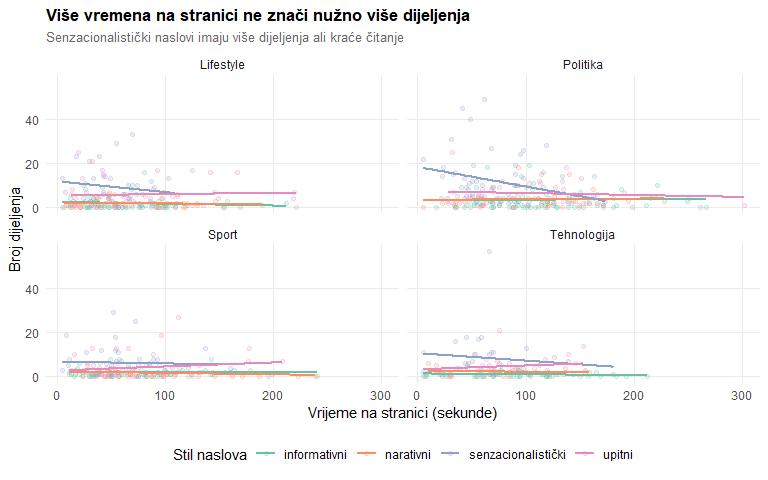 Više vremena na stranici ne znači nužno više dijeljenja
Senzacionalistički naslovi imaju više dijeljenja ali kraće čitanje
Lifestyle
Politika
40
20
0
Sport
Tehnologija
40
20
0
0
100
200
300
0
100
200
300
Broj dijeljenja
Vrijeme na stranici (sekunde)
Stil naslova
informativni
narativni
senzacionalistički
upitni